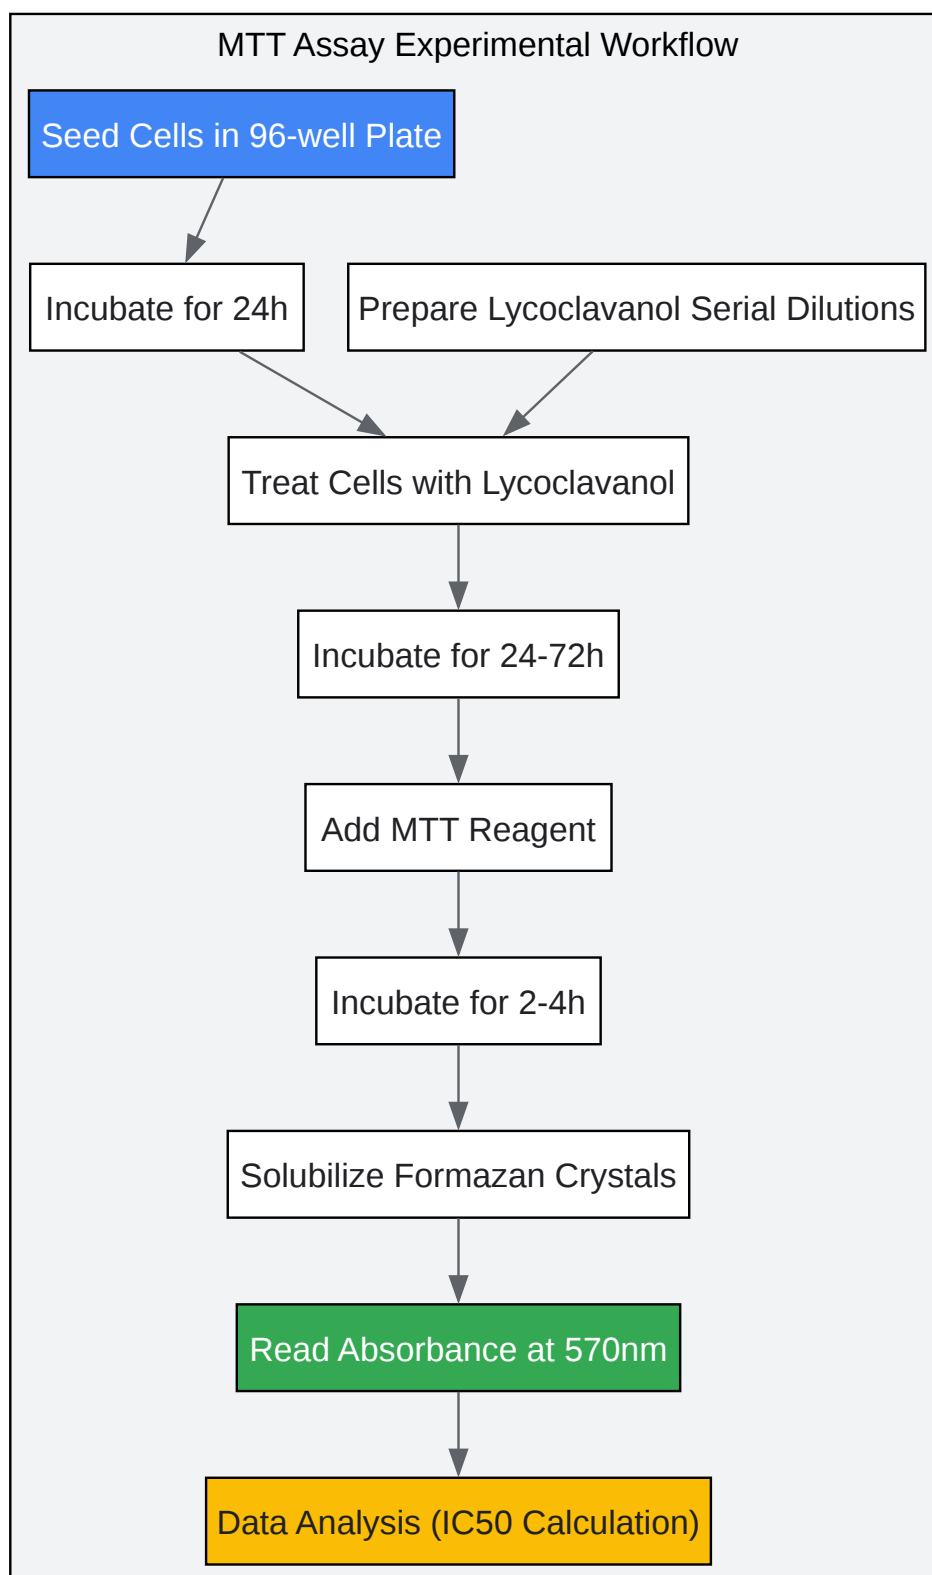 MTT Assay Experimental Workflow
Seed Cells in 96-well Plate
Incubate for 24h
Prepare Lycoclavanol Serial Dilutions
Treat Cells with Lycoclavanol
Incubate for 24-72h
Add MTT Reagent
Incubate for 2-4h
Solubilize Formazan Crystals
Read Absorbance at 570nm
Data Analysis (IC50 Calculation)